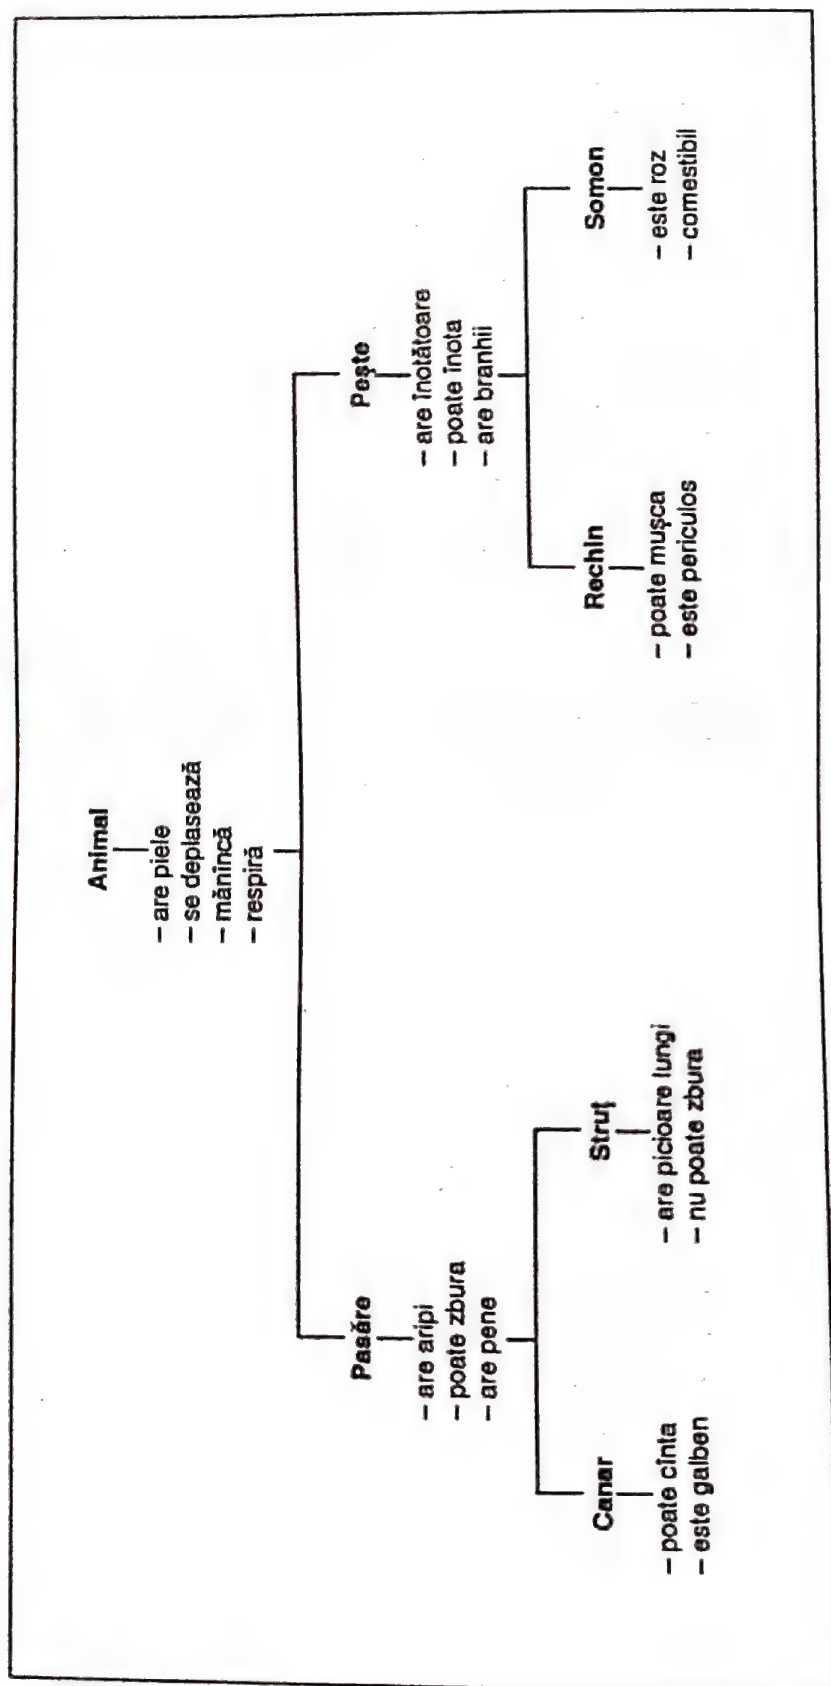 Animal
– are piele
– se deplasează
– mănîncă
– respiră
Pasăre
– are aripi
– poate zbura
– are pene
Pește
– are înotătoare
– poate înota
– are branhii
Canar
– poate cînta
– este galben
Struț
– are picioare lungi
– nu poate zbura
Rechin
– poate mușca
– este periculos
Somon
– este roz
– comestibil